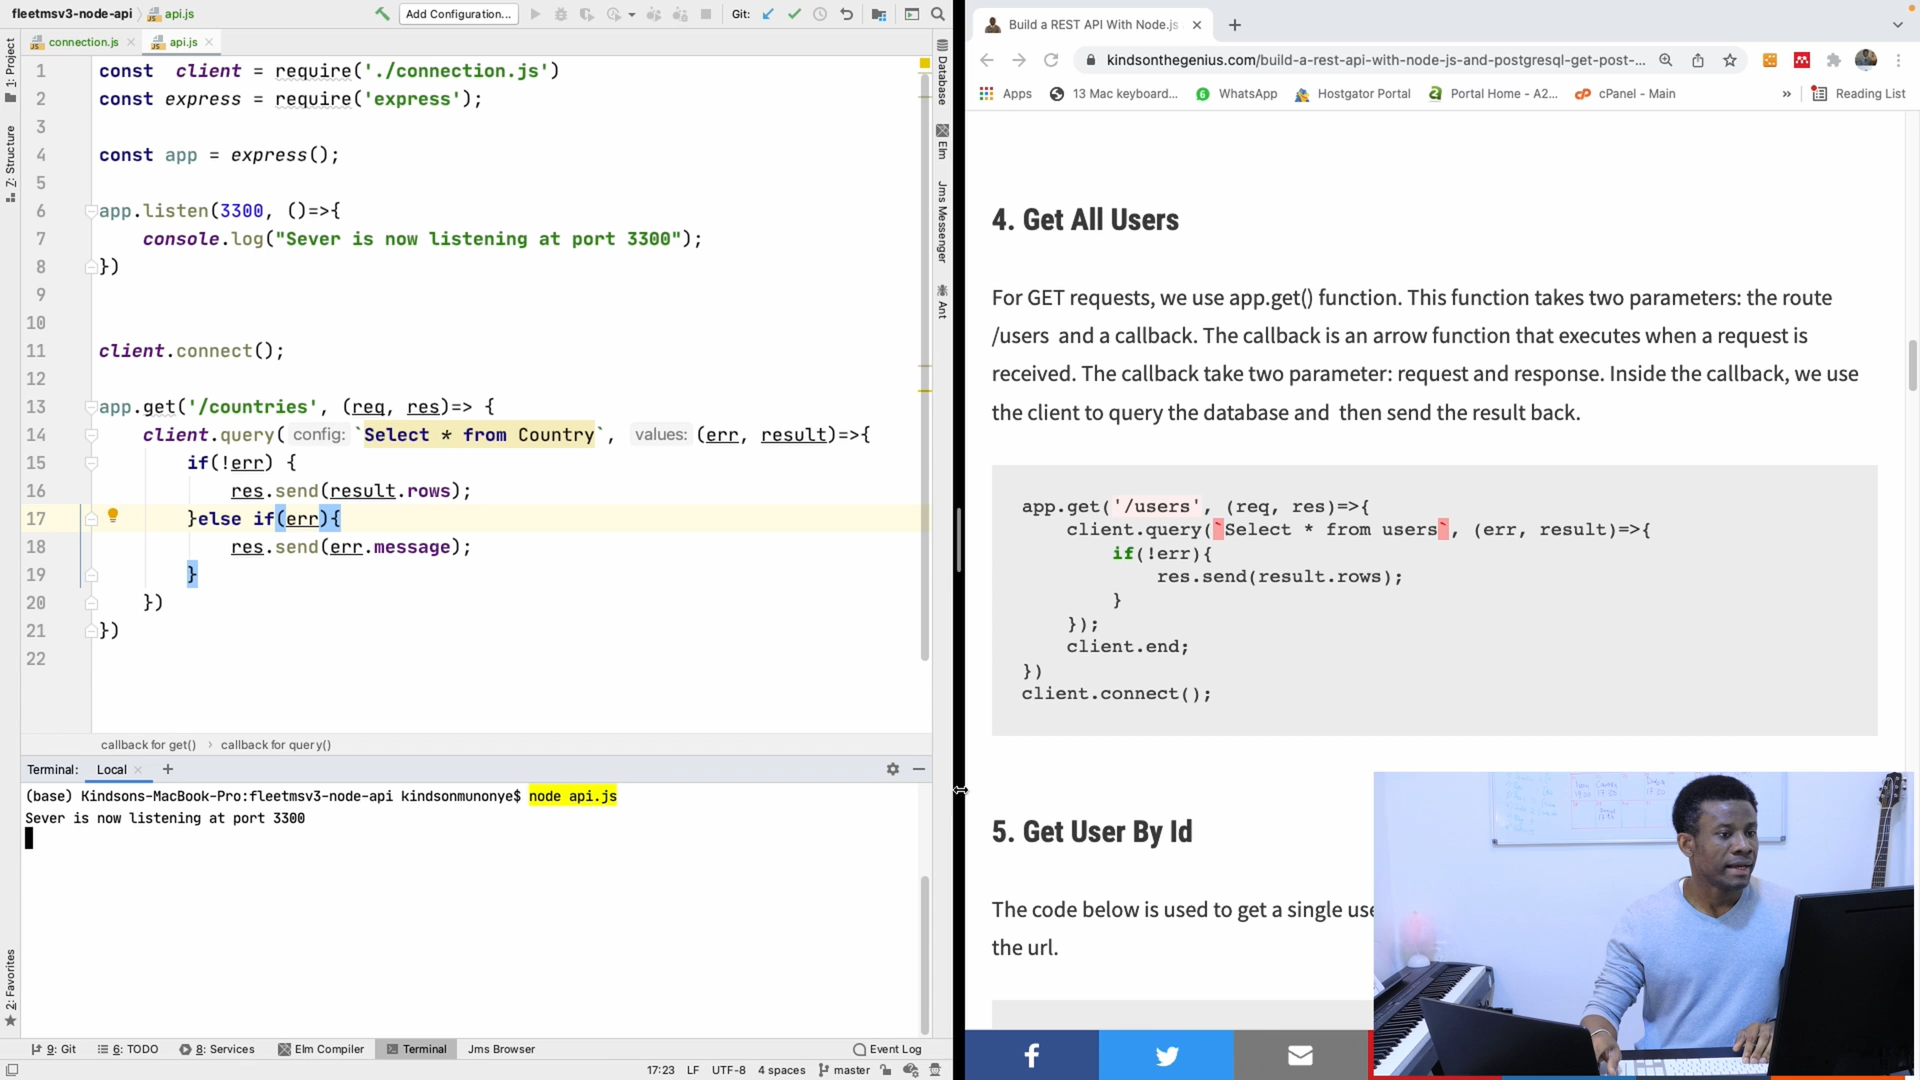 fleetmsv3-node-api
api.js
Add Configuration...
Git:
connection.js
api.js
1: Project
Z: Structure
2: Favorites
1 const client = require('./connection.js')
2 const express = require('express');
3
4 const app = express();
5
6 app.listen(3300, ()=>{
7 console.log("Sever is now listening at port 3300");
8 })
9
10
11 client.connect();
12
13 app.get('/countries', (req, res)=> {
14 client.query( config: `Select * from Country`, values: (err, result)=>{
15 if(!err) {
16 res.send(result.rows);
17 }else if(err){
18 res.send(err.message);
19 }
20 })
21 })
22
Database
Elm
Jms Messenger
Ant
callback for get() › callback for query()
Terminal: Local
(base) Kindsons-MacBook-Pro:fleetmsv3-node-api kindsonmunonye$ node api.js
Sever is now listening at port 3300
9: Git
6: TODO
8: Services
Elm Compiler
Terminal
Jms Browser
Event Log
17:23 LF UTF-8 4 spaces master
Build a REST API With Node.js
kindsonthegenius.com/build-a-rest-api-with-node-js-and-postgresql-get-post-...
Apps
13 Mac keyboard...
WhatsApp
Hostgator Portal
Portal Home - A2...
cPanel - Main
»
Reading List
4. Get All Users
For GET requests, we use app.get() function. This function takes two parameters: the route
/users and a callback. The callback is an arrow function that executes when a request is
received. The callback take two parameter: request and response. Inside the callback, we use
the client to query the database and then send the result back.
app.get('/users', (req, res)=>{
client.query(`Select * from users`, (err, result)=>{
if(!err){
res.send(result.rows);
}
});
client.end;
})
client.connect();
5. Get User By Id
The code below is used to get a single
the url.